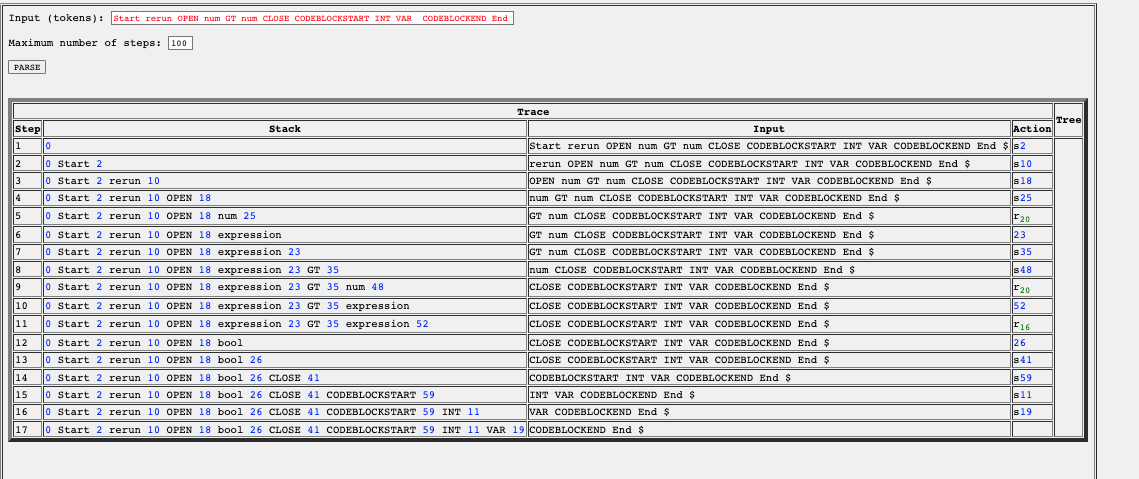 Input (tokens): Start rerun OPEN num GT num CLOSE CODEBLOCKSTART INT VAR  CODEBLOCKEND End
Maximum number of steps: 100
PARSE
Trace Tree
Step Stack Input Action
1 0 Start rerun OPEN num GT num CLOSE CODEBLOCKSTART INT VAR CODEBLOCKEND End $ s2
2 0 Start 2 rerun OPEN num GT num CLOSE CODEBLOCKSTART INT VAR CODEBLOCKEND End $ s10
3 0 Start 2 rerun 10 OPEN num GT num CLOSE CODEBLOCKSTART INT VAR CODEBLOCKEND End $ s18
4 0 Start 2 rerun 10 OPEN 18 num GT num CLOSE CODEBLOCKSTART INT VAR CODEBLOCKEND End $ s25
5 0 Start 2 rerun 10 OPEN 18 num 25 GT num CLOSE CODEBLOCKSTART INT VAR CODEBLOCKEND End $ r20
6 0 Start 2 rerun 10 OPEN 18 expression GT num CLOSE CODEBLOCKSTART INT VAR CODEBLOCKEND End $ 23
7 0 Start 2 rerun 10 OPEN 18 expression 23 GT num CLOSE CODEBLOCKSTART INT VAR CODEBLOCKEND End $ s35
8 0 Start 2 rerun 10 OPEN 18 expression 23 GT 35 num CLOSE CODEBLOCKSTART INT VAR CODEBLOCKEND End $ s48
9 0 Start 2 rerun 10 OPEN 18 expression 23 GT 35 num 48 CLOSE CODEBLOCKSTART INT VAR CODEBLOCKEND End $ r20
10 0 Start 2 rerun 10 OPEN 18 expression 23 GT 35 expression CLOSE CODEBLOCKSTART INT VAR CODEBLOCKEND End $ 52
11 0 Start 2 rerun 10 OPEN 18 expression 23 GT 35 expression 52 CLOSE CODEBLOCKSTART INT VAR CODEBLOCKEND End $ r16
12 0 Start 2 rerun 10 OPEN 18 bool CLOSE CODEBLOCKSTART INT VAR CODEBLOCKEND End $ 26
13 0 Start 2 rerun 10 OPEN 18 bool 26 CLOSE CODEBLOCKSTART INT VAR CODEBLOCKEND End $ s41
14 0 Start 2 rerun 10 OPEN 18 bool 26 CLOSE 41 CODEBLOCKSTART INT VAR CODEBLOCKEND End $ s59
15 0 Start 2 rerun 10 OPEN 18 bool 26 CLOSE 41 CODEBLOCKSTART 59 INT VAR CODEBLOCKEND End $ s11
16 0 Start 2 rerun 10 OPEN 18 bool 26 CLOSE 41 CODEBLOCKSTART 59 INT 11 VAR CODEBLOCKEND End $ s19
17 0 Start 2 rerun 10 OPEN 18 bool 26 CLOSE 41 CODEBLOCKSTART 59 INT 11 VAR 19 CODEBLOCKEND End $